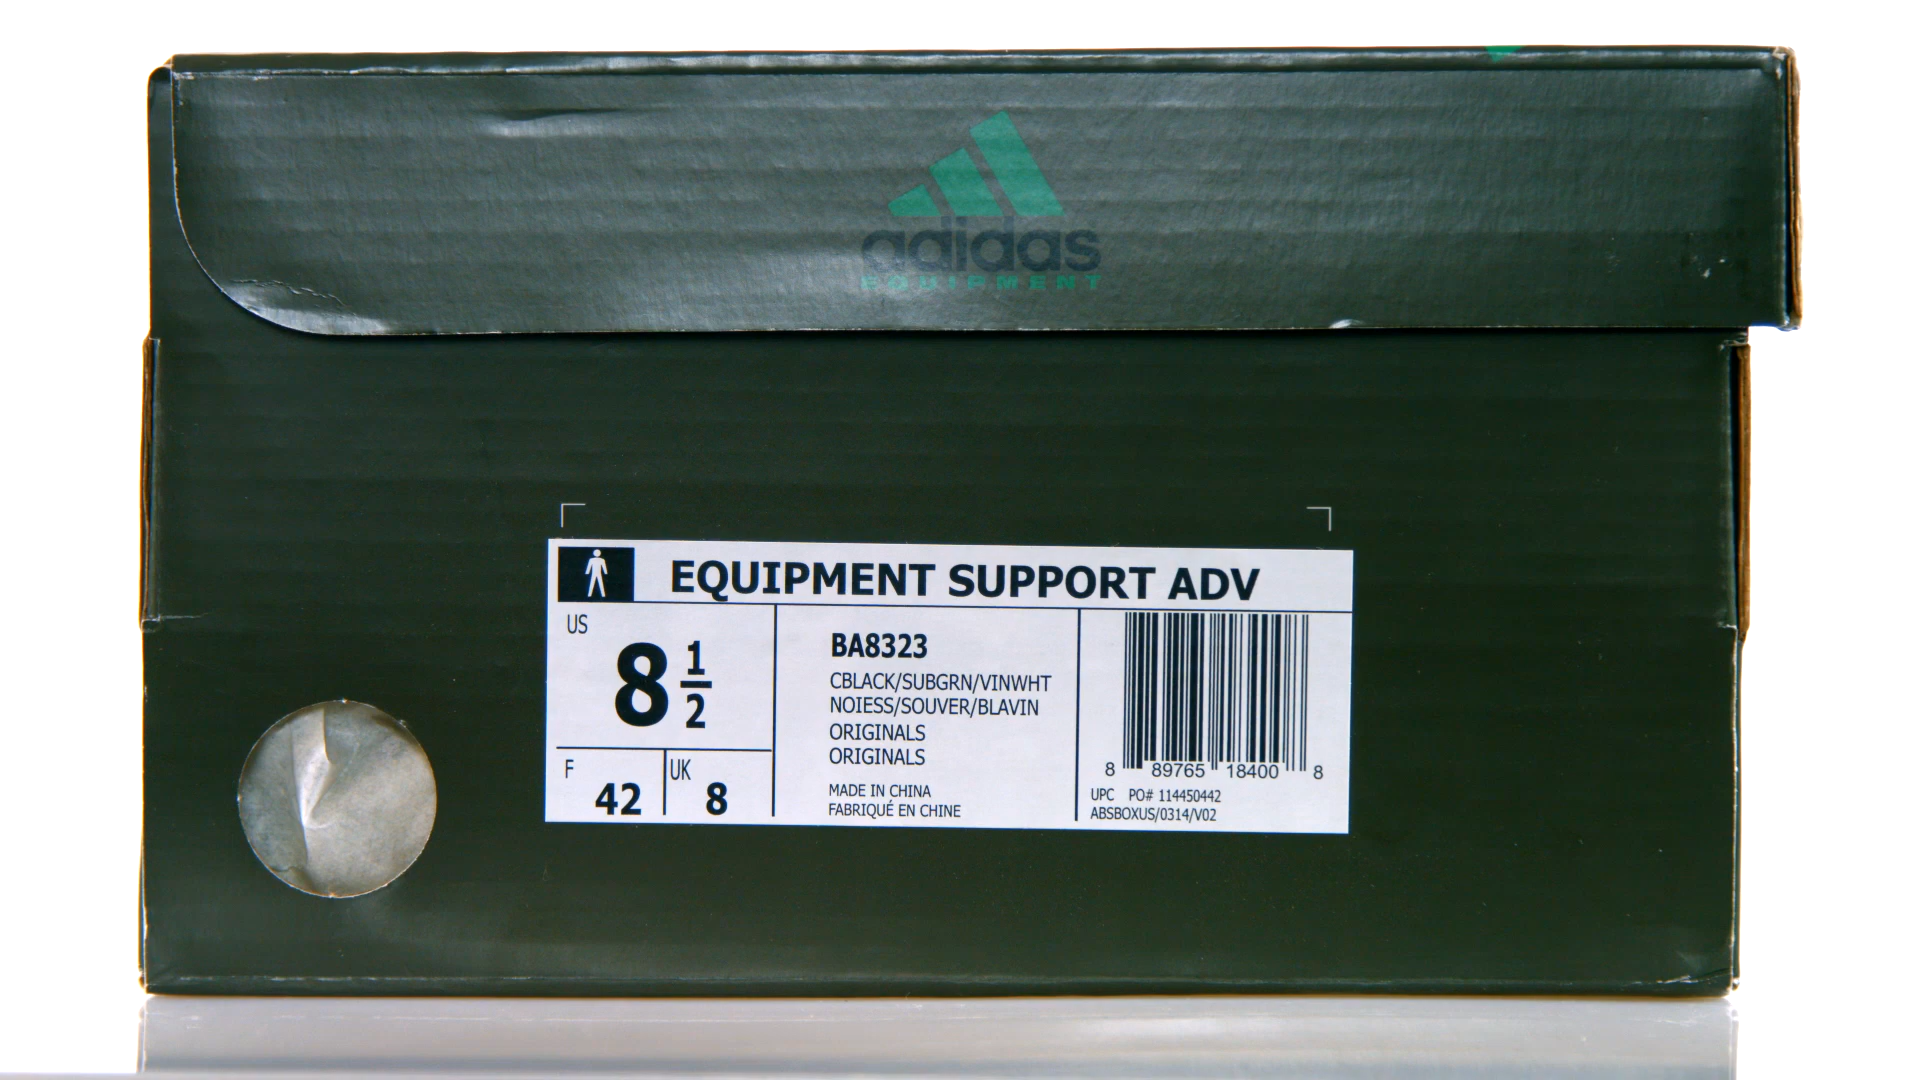 adidas
EQUIPMENT
EQUIPMENT SUPPORT ADV
US
8 1/2
F
42
UK
8
BA8323
CBLACK/SUBGRN/VINWHT
NOIESS/SOUVER/BLAVIN
ORIGINALS
ORIGINALS
MADE IN CHINA
FABRIQUÉ EN CHINE
8 89765 18400 8
UPC PO# 114450442
ABSBOXUS/0314/V02